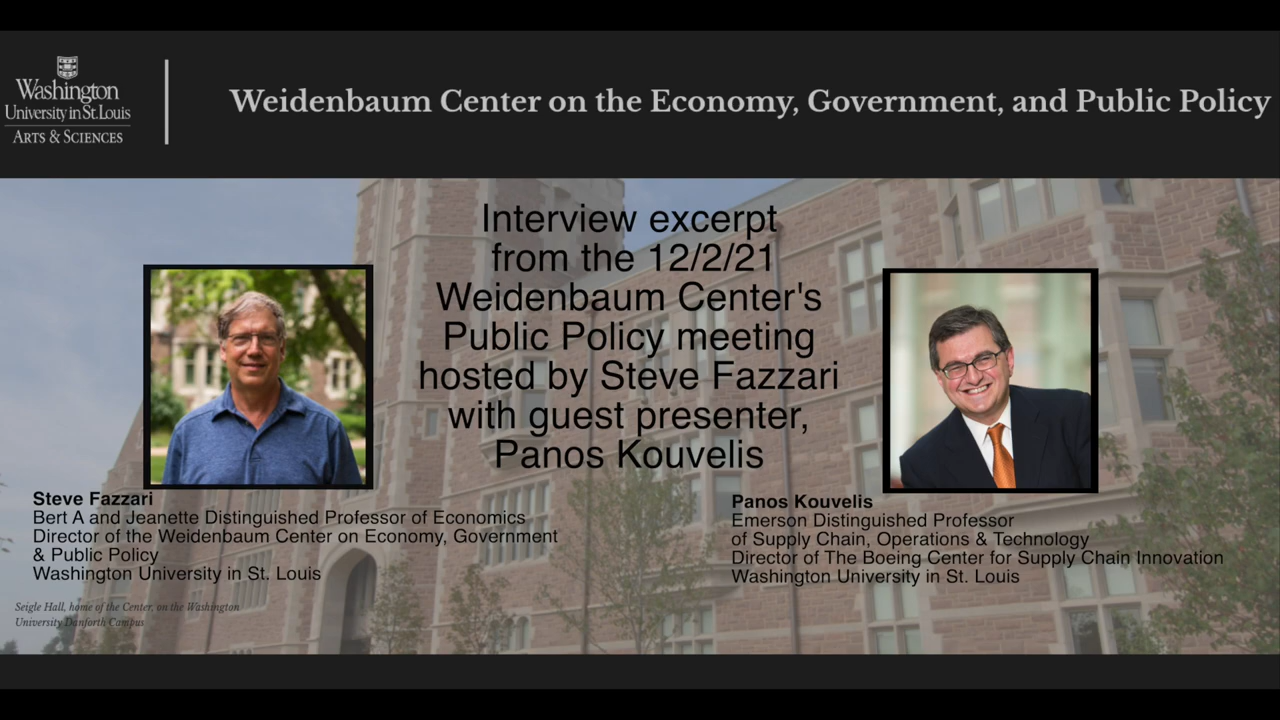 Washington
University in St. Louis
ARTS & SCIENCES
Weidenbaum Center on the Economy, Government, and Public Policy
Interview excerpt
from the 12/2/21
Weidenbaum Center's
Public Policy meeting
hosted by Steve Fazzari
with guest presenter,
Panos Kouvelis
Steve Fazzari
Bert A and Jeanette Distinguished Professor of Economics
Director of the Weidenbaum Center on Economy, Government
& Public Policy
Washington University in St. Louis
Panos Kouvelis
Emerson Distinguished Professor
of Supply Chain, Operations & Technology
Director of The Boeing Center for Supply Chain Innovation
Washington University in St. Louis
Seigle Hall, home of the Center, on the Washington
University Danforth Campus